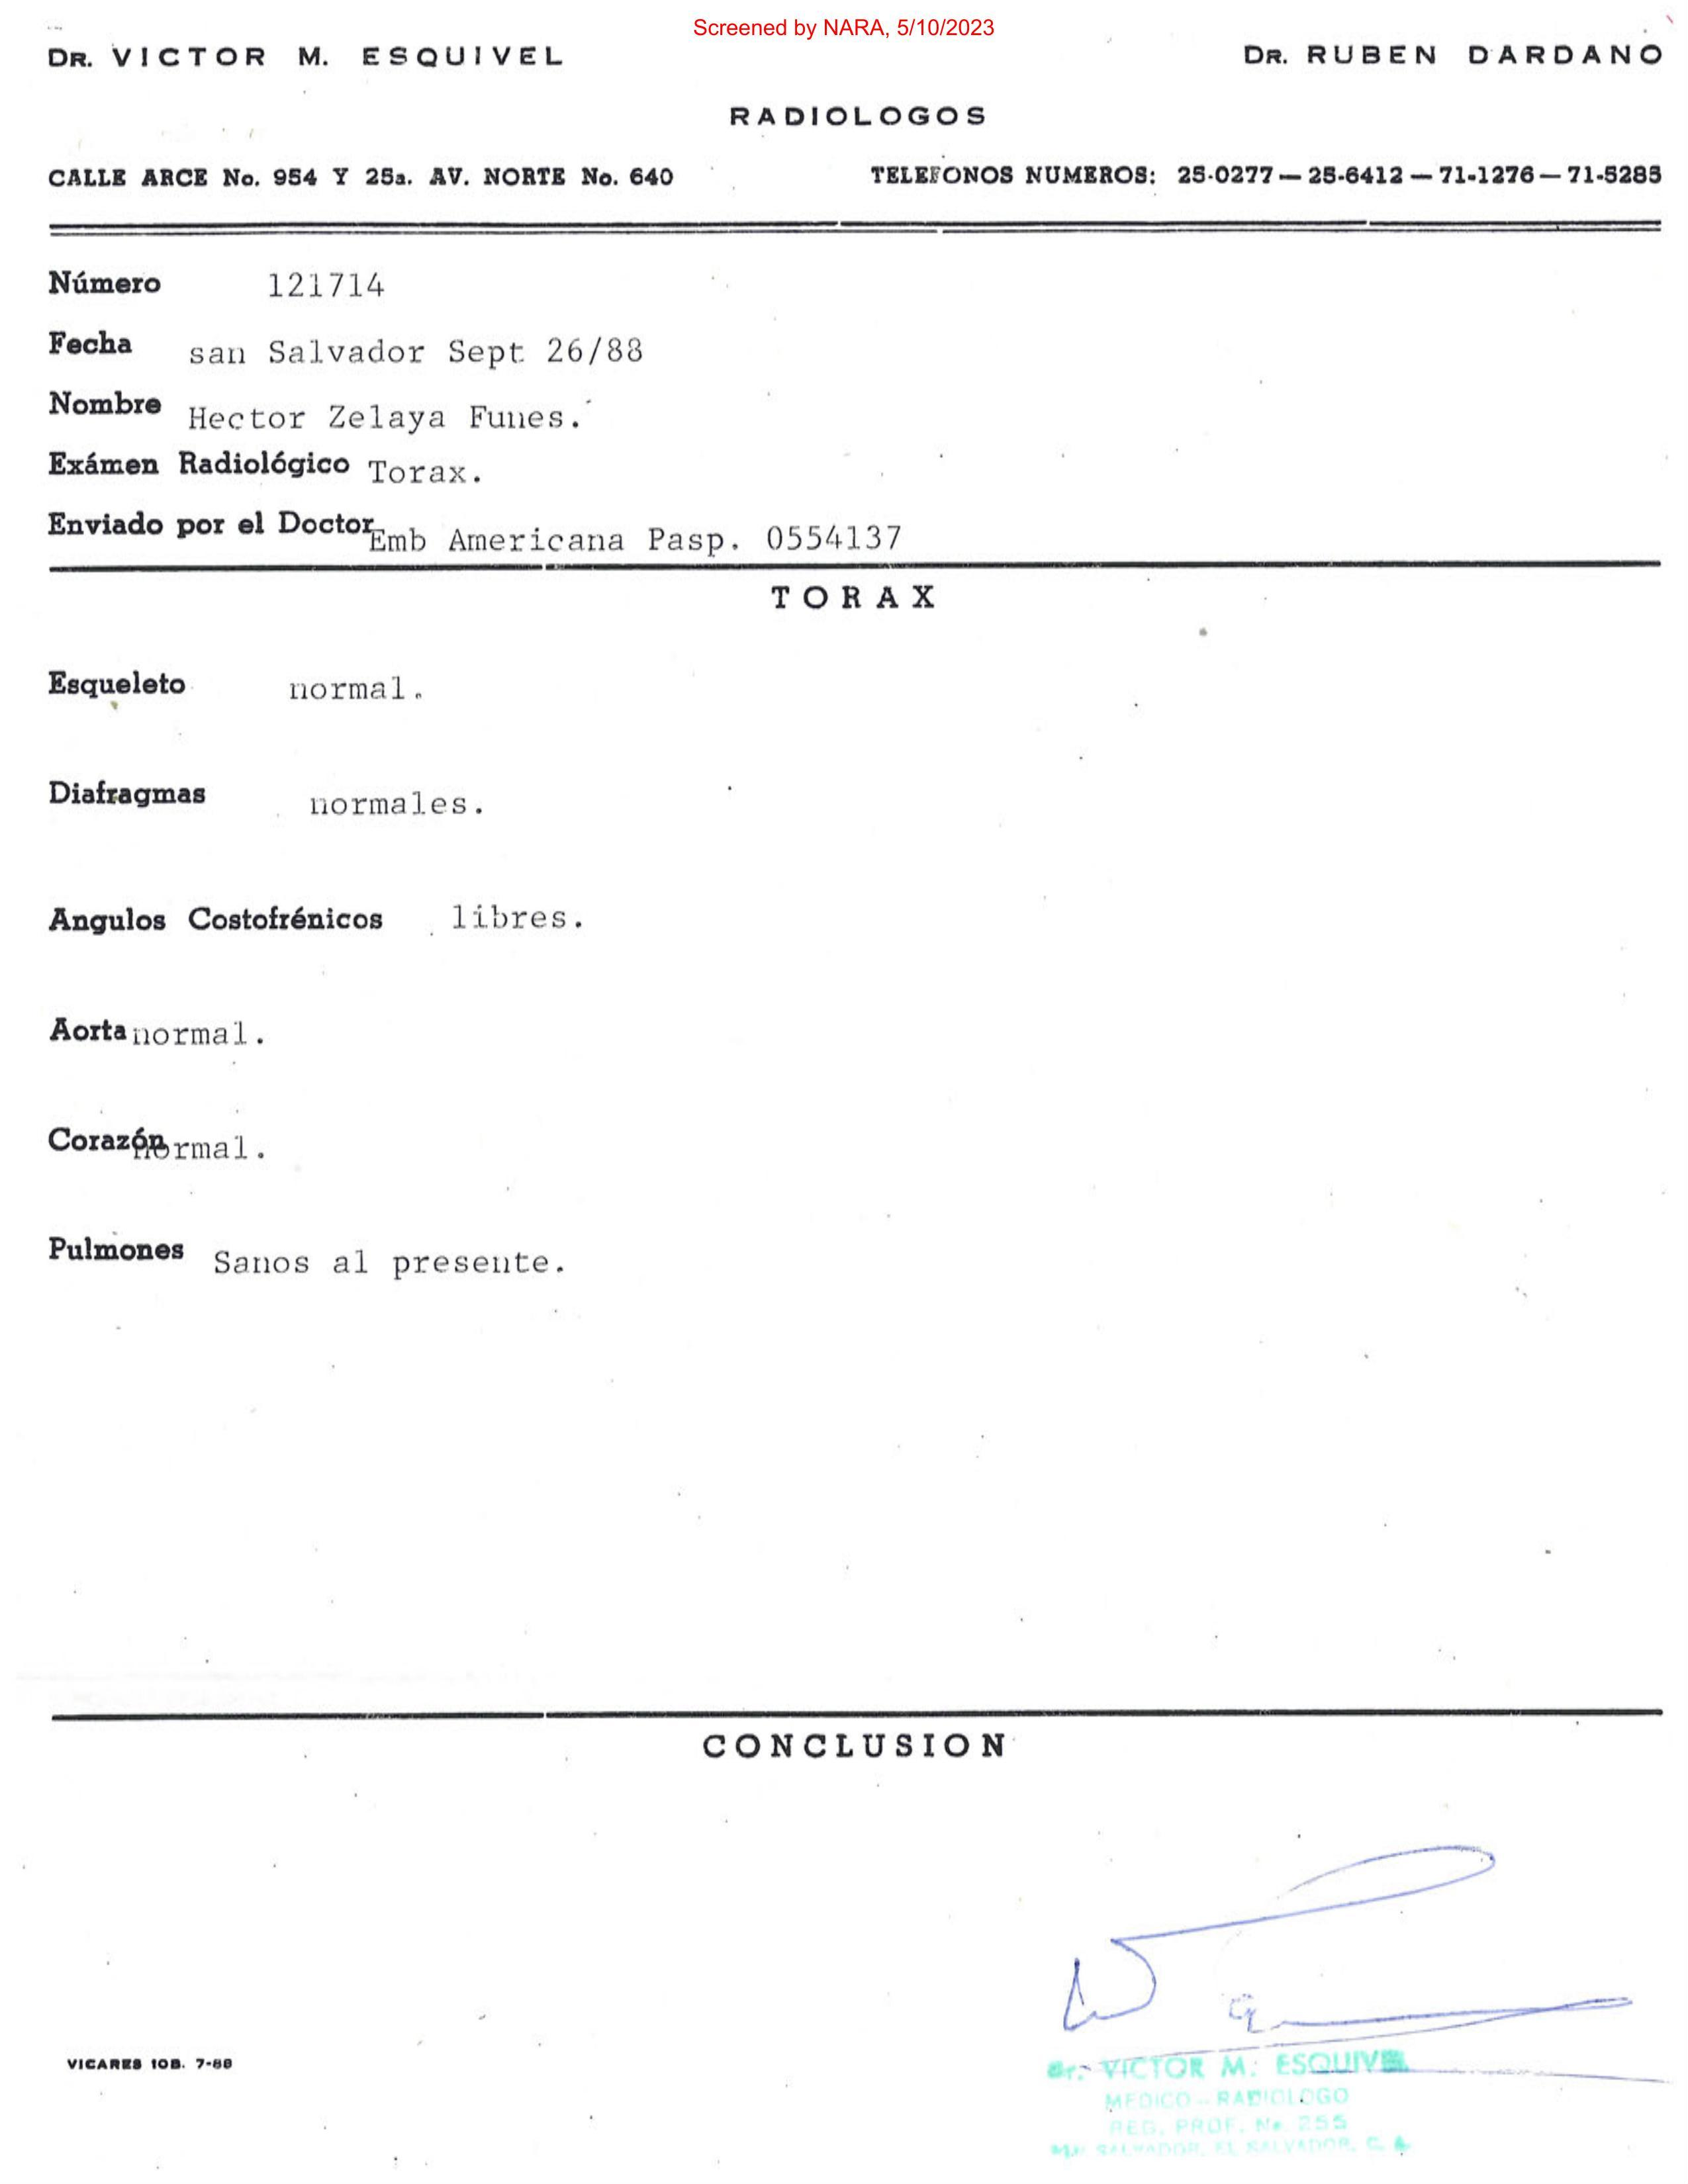 Screened by NARA, 5/10/2023
DR. VICTOR M. ESQUIVEL DR. RUBEN DARDANO
RADIOLOGOS
CALLE ARCE No. 954 Y 25a. AV. NORTE No. 640 TELEFONOS NUMEROS: 25-0277 — 25-6412 — 71-1276 — 71-5285
Número 121714
Fecha san Salvador Sept 26/88
Nombre Hector Zelaya Funes.
Exámen Radiológico Torax.
Enviado por el Doctor Emb Americana Pasp. 0554137
TORAX
Esqueleto normal.
Diafragmas normales.
Angulos Costofrénicos libres.
Aorta normal.
Corazón normal.
Pulmones Sanos al presente.
CONCLUSION
VICARES 10B. 7-88
Dr. VICTOR M. ESQUIVEL
MEDICO - RADIOLOGO
REG. PROF. No 255
SALVADOR, EL SALVADOR, C. A.